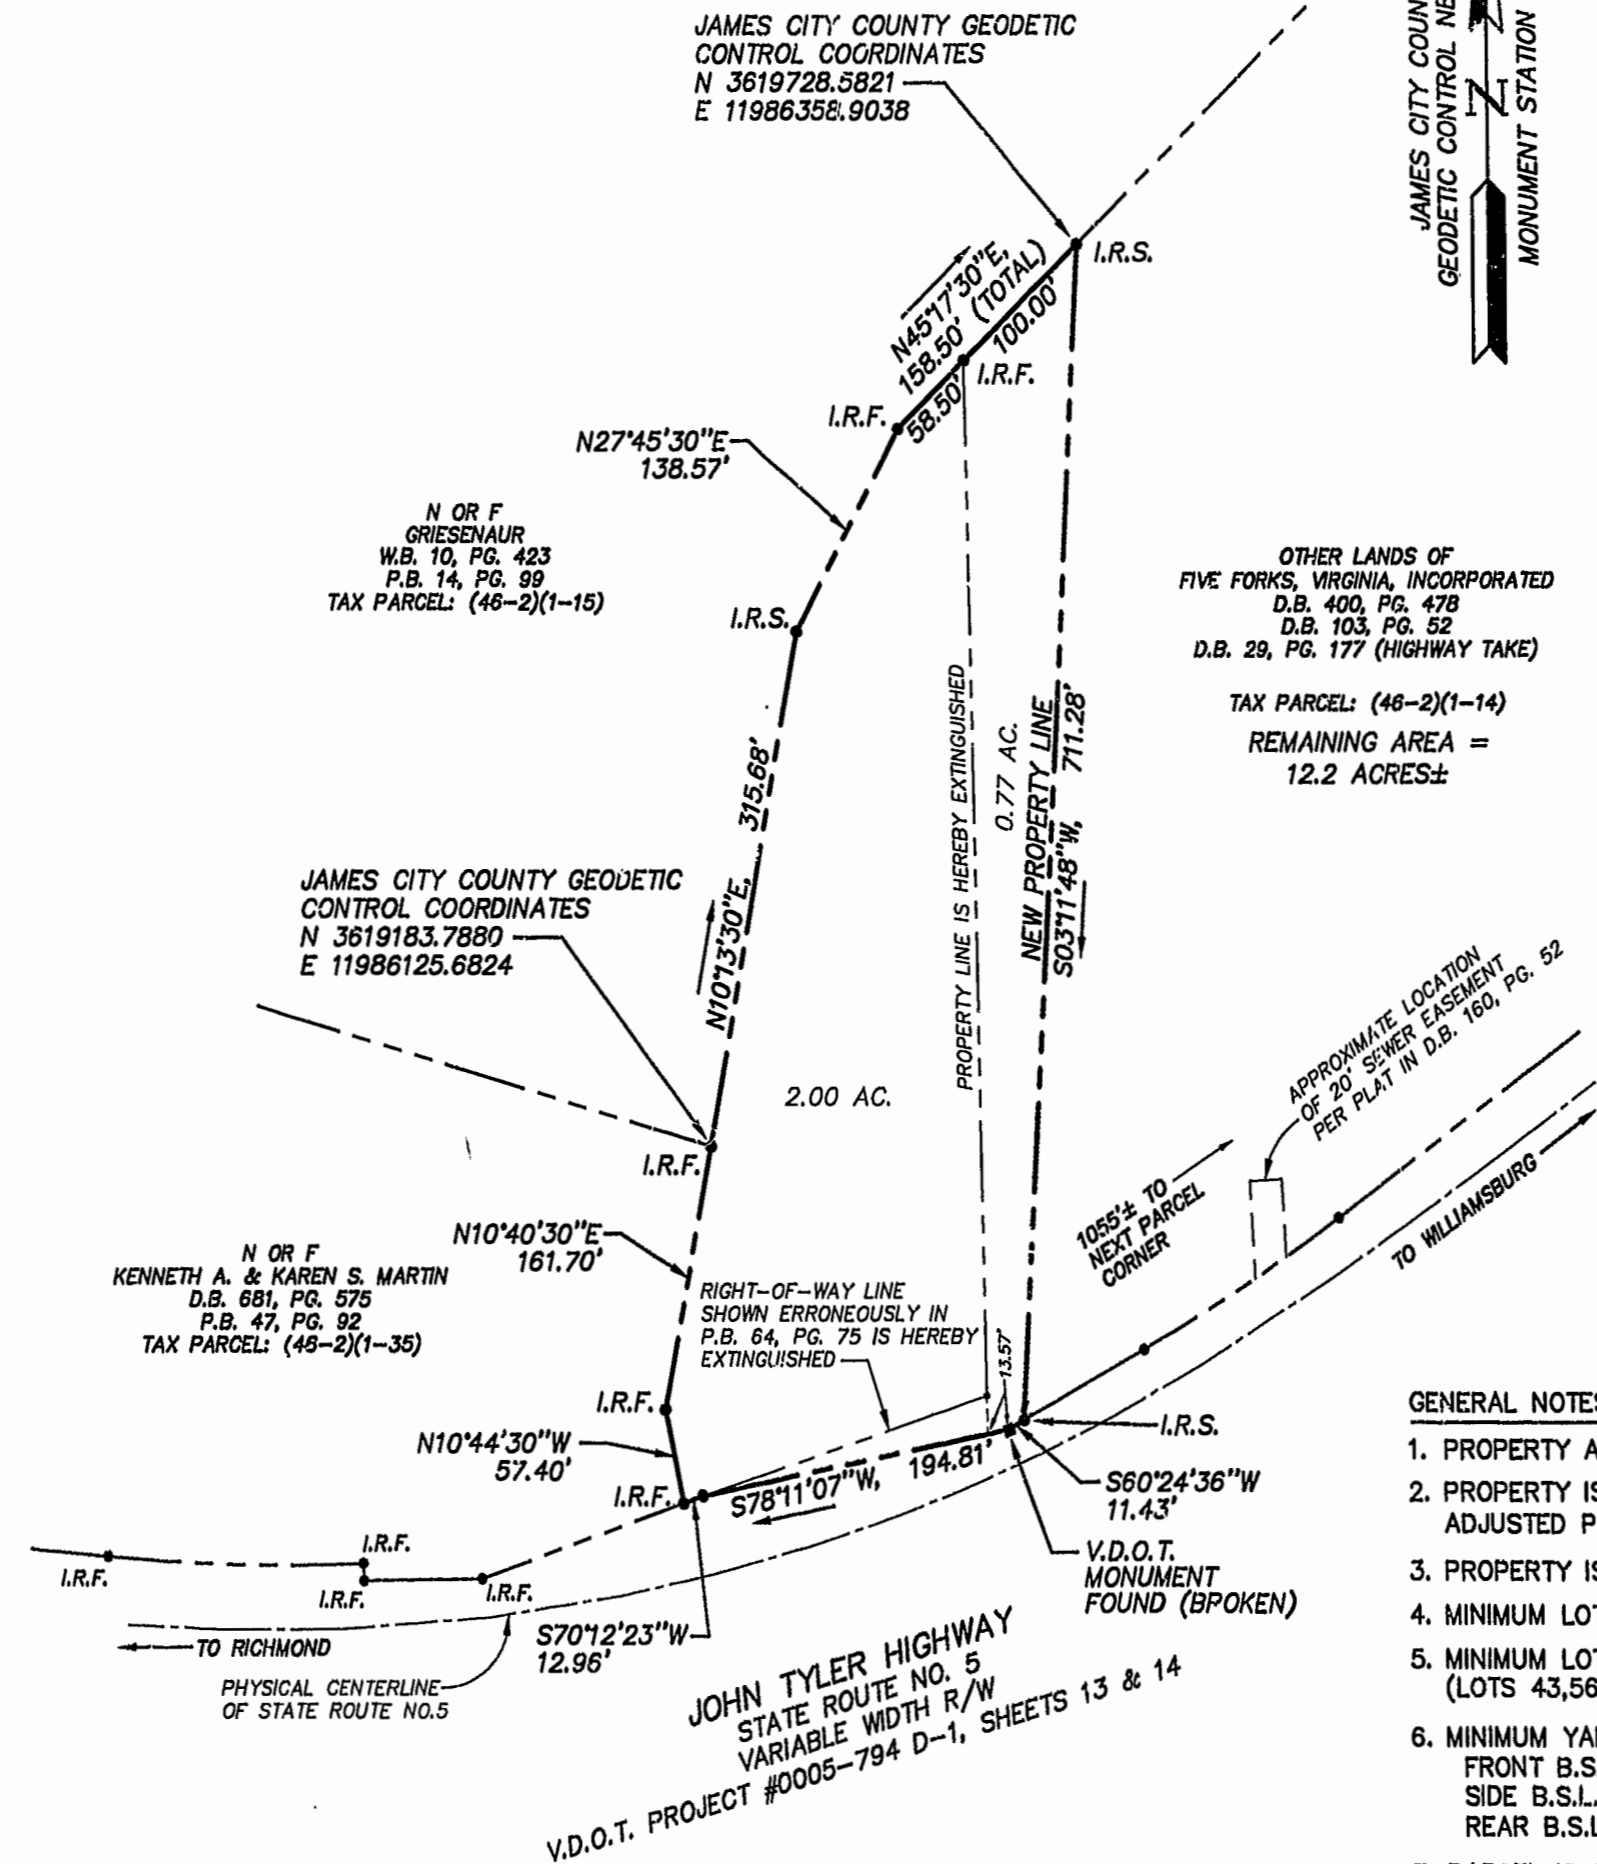 JAMES CITY COUNTY GEODETIC
CONTROL COORDINATES
N 3619728.5821
E 11986358.9038
JAMES CITY COUN
GEODETIC CONTROL NE
N
MONUMENT STATION
I.R.S.
N45°17'30"E,
158.50' (TOTAL)
100.00'
58.50'
I.R.F.
I.R.F.
N27°45'30"E
138.57'
N OR F
GRIESENAUR
W.B. 10, PG. 423
P.B. 14, PG. 99
TAX PARCEL: (46-2)(1-15)
I.R.S.
OTHER LANDS OF
FIVE FORKS, VIRGINIA, INCORPORATED
D.B. 400, PG. 478
D.B. 103, PG. 52
D.B. 29, PG. 177 (HIGHWAY TAKE)
TAX PARCEL: (46-2)(1-14)
REMAINING AREA =
12.2 ACRES±
PROPERTY LINE IS HEREBY EXTINGUISHED
0.77 AC.
NEW PROPERTY LINE
S03°11'48"W, 711.28'
N10°13'30"E, 315.68'
JAMES CITY COUNTY GEODETIC
CONTROL COORDINATES
N 3619183.7880
E 11986125.6824
2.00 AC.
I.R.F.
APPROXIMATE LOCATION
OF 20' SEWER EASEMENT
PER PLAT IN D.B. 160, PG. 52
1055'± TO
NEXT PARCEL
CORNER
TO WILLIAMSBURG
N10°40'30"E
161.70'
N OR F
KENNETH A. & KAREN S. MARTIN
D.B. 681, PG. 575
P.B. 47, PG. 92
TAX PARCEL: (46-2)(1-35)
RIGHT-OF-WAY LINE
SHOWN ERRONEOUSLY IN
P.B. 64, PG. 75 IS HEREBY
EXTINGUISHED
13.57'
I.R.F.
I.R.S.
N10°44'30"W
57.40'
S78°11'07"W, 194.81'
S60°24'36"W
11.43'
I.R.F.
V.D.O.T.
MONUMENT
FOUND (BROKEN)
I.R.F.
I.R.F.
I.R.F.
I.R.F.
TO RICHMOND
S70°12'23"W
12.96'
PHYSICAL CENTERLINE
OF STATE ROUTE NO.5
JOHN TYLER HIGHWAY
STATE ROUTE NO. 5
VARIABLE WIDTH R/W
V.D.O.T. PROJECT #0005-794 D-1, SHEETS 13 & 14
GENERAL NOTES
1. PROPERTY A
2. PROPERTY IS
ADJUSTED P
3. PROPERTY IS
4. MINIMUM LOT
5. MINIMUM LOT
(LOTS 43,56
6. MINIMUM YAR
FRONT B.S.
SIDE B.S.L.
REAR B.S.L